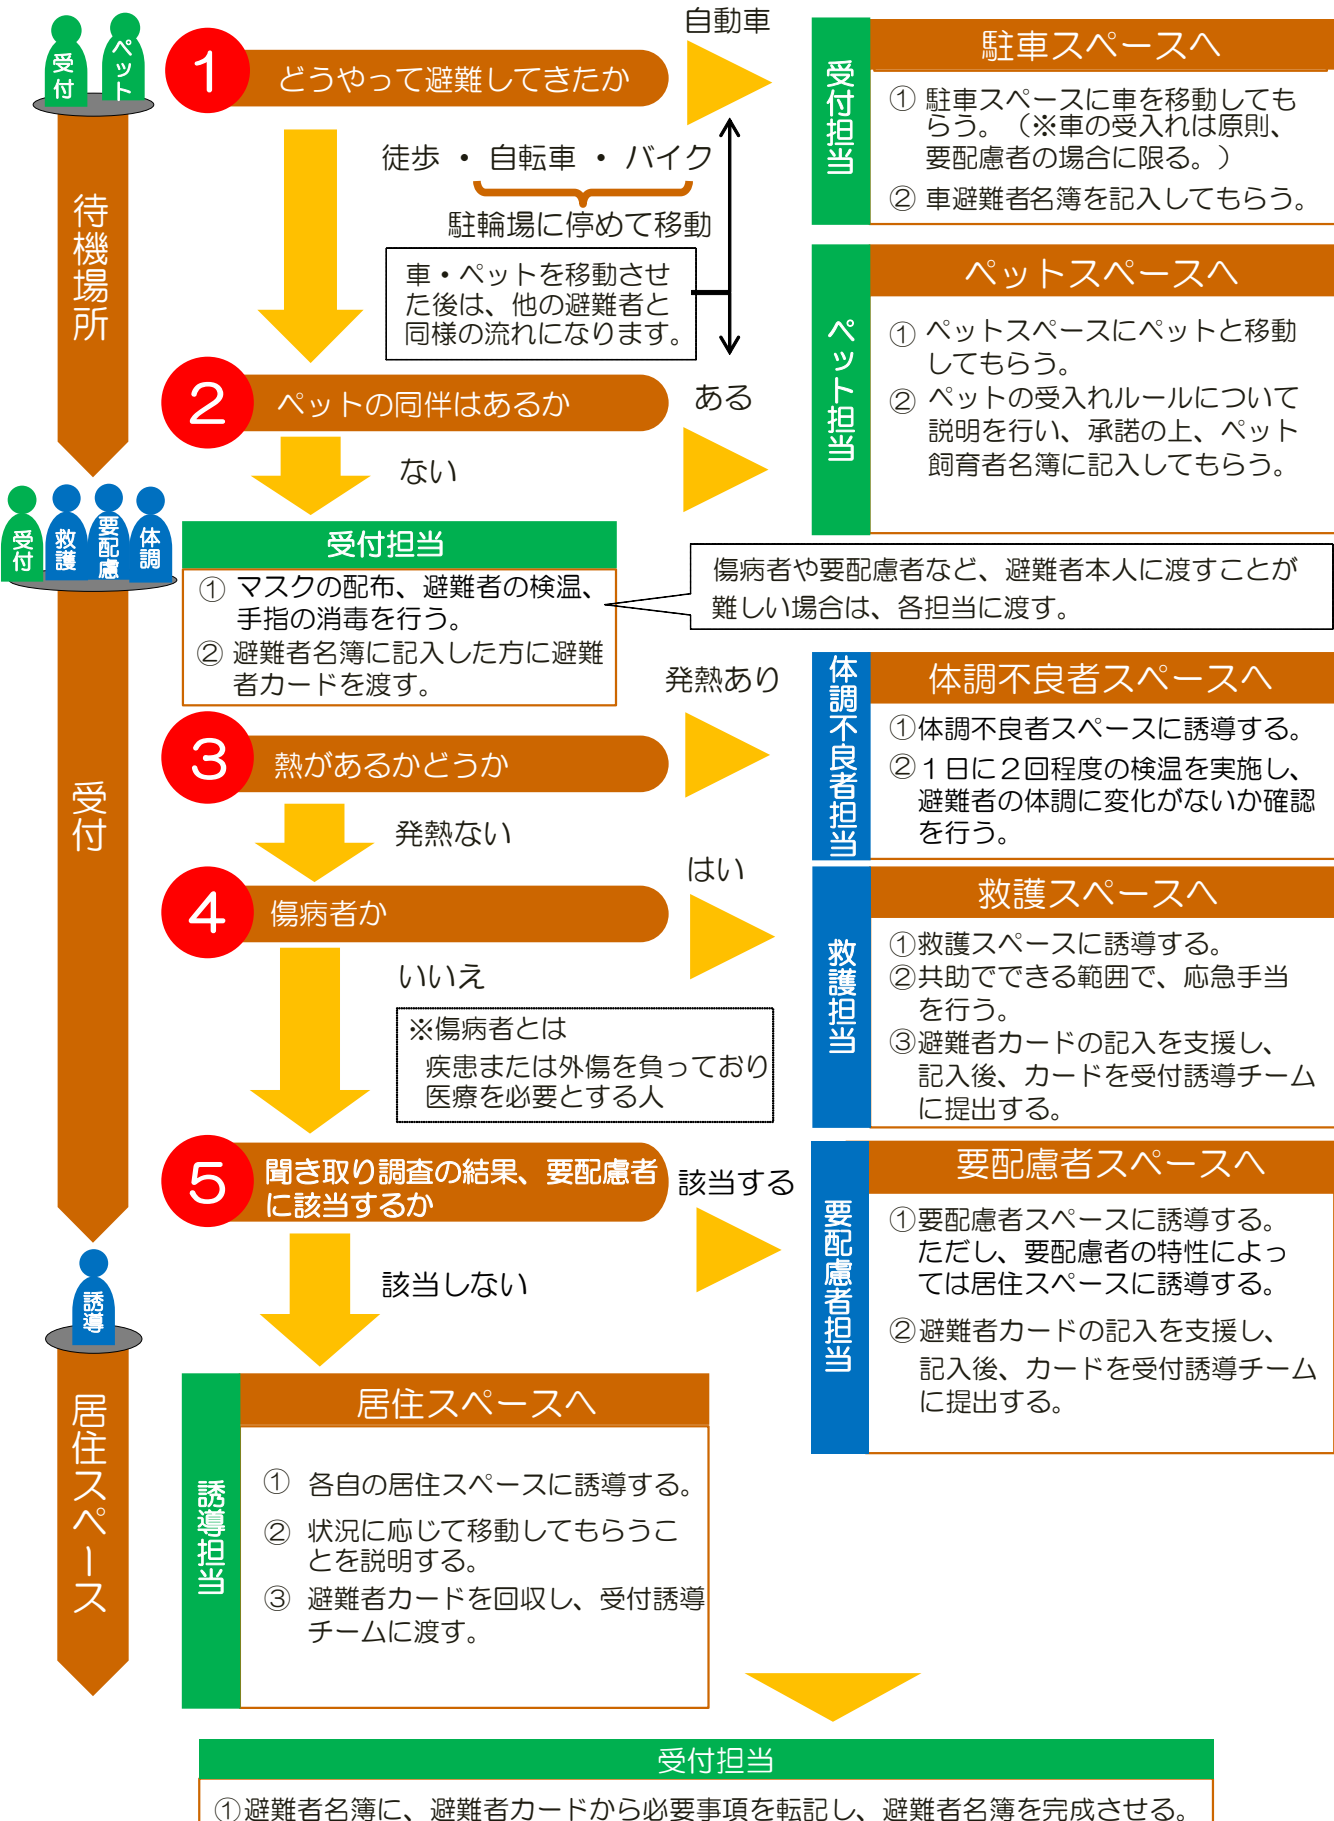 受付
ペット
待機場所
1
どうやって避難してきたか
自動車
徒歩 ・ 自転車 ・ バイク
駐輪場に停めて移動
車・ペットを移動させ
た後は、他の避難者と
同様の流れになります。
受付担当
駐車スペースへ
① 駐車スペースに車を移動しても
らう。（※車の受入れは原則、
要配慮者の場合に限る。）
② 車避難者名簿を記入してもらう。
2
ペットの同伴はあるか
ある
ない
ペット担当
ペットスペースへ
① ペットスペースにペットと移動
してもらう。
② ペットの受入れルールについて
説明を行い、承諾の上、ペット
飼育者名簿に記入してもらう。
受付
救護
要配慮
体調
受付
受付担当
① マスクの配布、避難者の検温、
手指の消毒を行う。
② 避難者名簿に記入した方に避難
者カードを渡す。
傷病者や要配慮者など、避難者本人に渡すことが
難しい場合は、各担当に渡す。
3
熱があるかどうか
発熱あり
発熱ない
体調不良者担当
体調不良者スペースへ
①体調不良者スペースに誘導する。
②１日に２回程度の検温を実施し、
避難者の体調に変化がないか確認
を行う。
4
傷病者か
はい
いいえ
※傷病者とは
疾患または外傷を負っており
医療を必要とする人
救護担当
救護スペースへ
①救護スペースに誘導する。
②共助でできる範囲で、応急手当
を行う。
③避難者カードの記入を支援し、
記入後、カードを受付誘導チーム
に提出する。
5
聞き取り調査の結果、要配慮者
に該当するか
該当する
該当しない
要配慮者担当
要配慮者スペースへ
①要配慮者スペースに誘導する。
ただし、要配慮者の特性によっ
ては居住スペースに誘導する。
②避難者カードの記入を支援し、
記入後、カードを受付誘導チーム
に提出する。
誘導
居住スペース
誘導担当
居住スペースへ
① 各自の居住スペースに誘導する。
② 状況に応じて移動してもらうこ
とを説明する。
③ 避難者カードを回収し、受付誘導
チームに渡す。
受付担当
①避難者名簿に、避難者カードから必要事項を転記し、避難者名簿を完成させる。